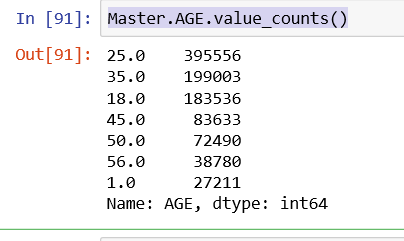 In [91]: Master.AGE.value_counts()
Out[91]: 25.0    395556
35.0    199003
18.0    183536
45.0     83633
50.0     72490
56.0     38780
1.0      27211
Name: AGE, dtype: int64